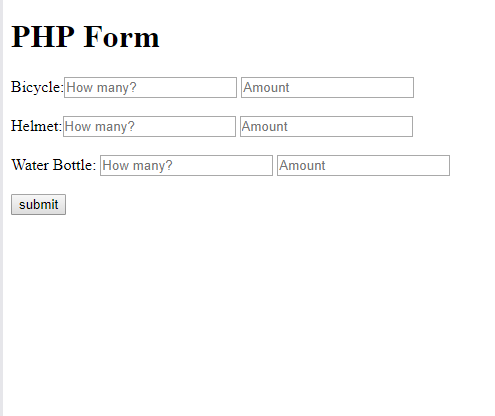 PHP Form
Bicycle: How many? Amount
Helmet: How many? Amount
Water Bottle: How many? Amount
submit